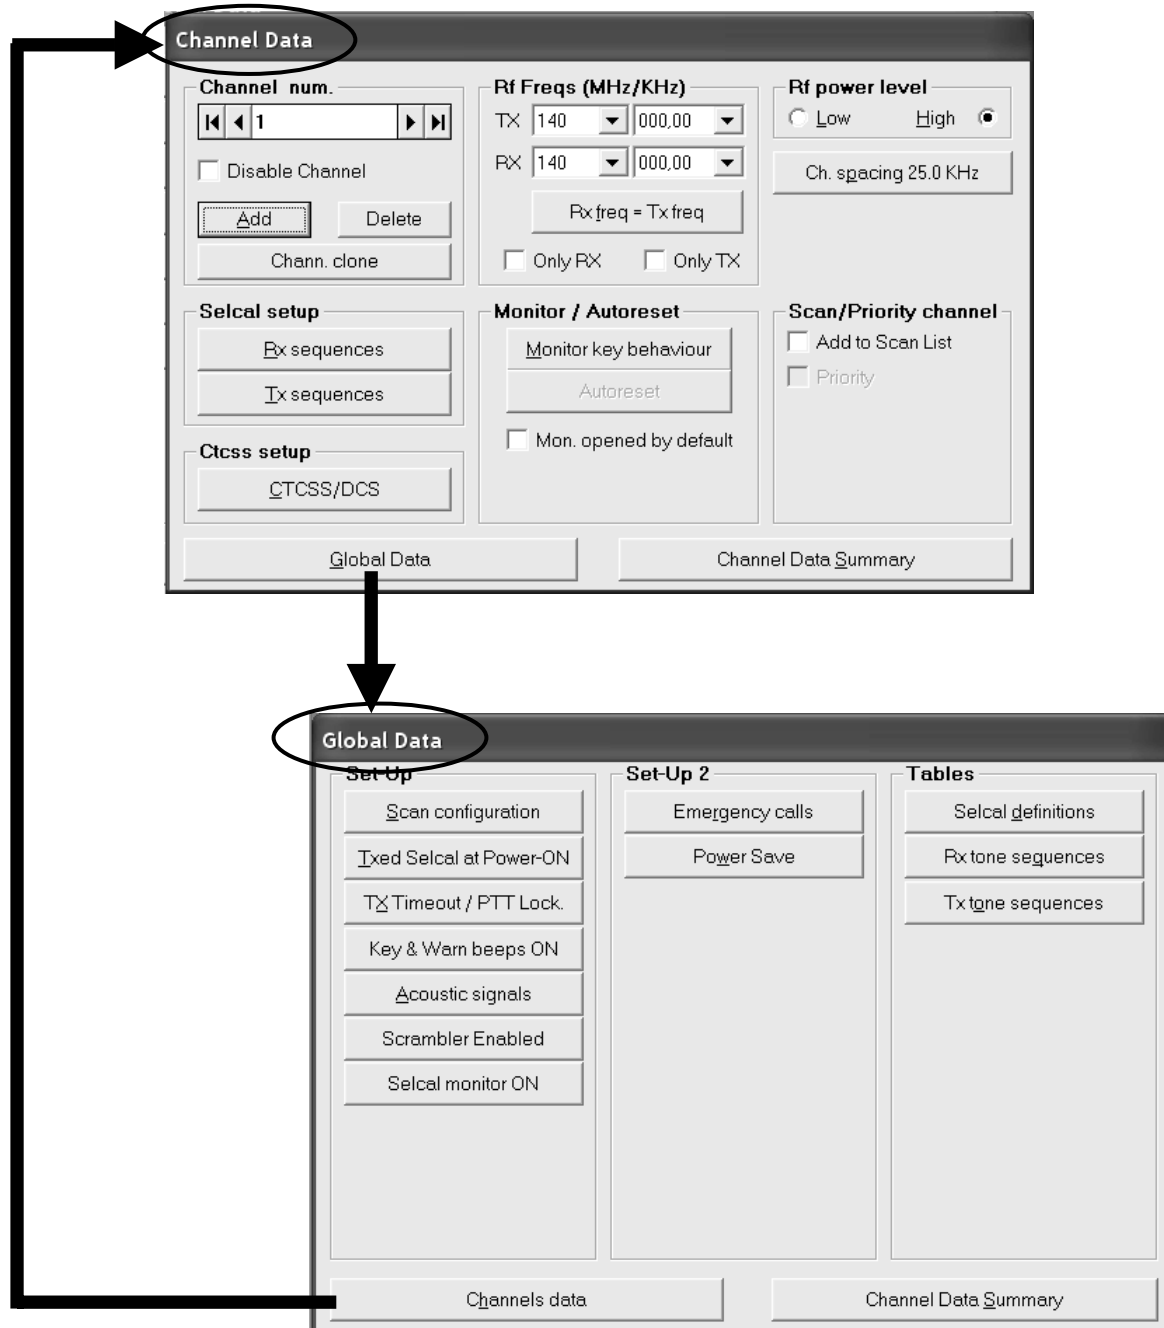 Channel Data
Channel num.
1
Disable Channel
Add Delete
Chann. clone
Rf Freqs (MHz/KHz)
TX 140 000,00
RX 140 000,00
Rx freq = Tx freq
Only RX Only TX
Rf power level
Low High
Ch. spacing 25.0 KHz
Selcal setup
Rx sequences
Tx sequences
Ctcss setup
CTCSS/DCS
Monitor / Autoreset
Monitor key behaviour
Autoreset
Mon. opened by default
Scan/Priority channel
Add to Scan List
Priority
Global Data Channel Data Summary
Global Data
Set-Up
Scan configuration
Txed Selcal at Power-ON
TX Timeout / PTT Lock.
Key & Warn beeps ON
Acoustic signals
Scrambler Enabled
Selcal monitor ON
Set-Up 2
Emergency calls
Power Save
Tables
Selcal definitions
Rx tone sequences
Tx tone sequences
Channels data Channel Data Summary